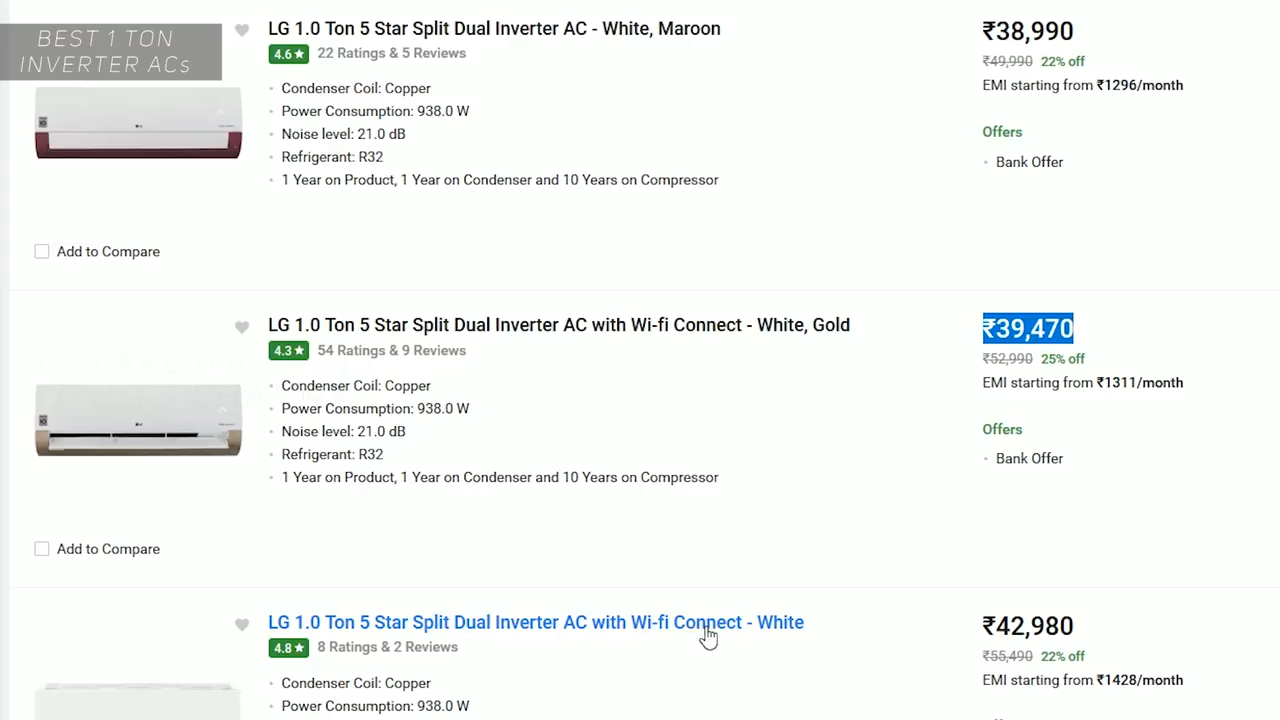 BEST 1 TON
INVERTER ACs
LG 1.0 Ton 5 Star Split Dual Inverter AC - White, Maroon
4.6★ 22 Ratings & 5 Reviews
Condenser Coil: Copper
Power Consumption: 938.0 W
Noise level: 21.0 dB
Refrigerant: R32
1 Year on Product, 1 Year on Condenser and 10 Years on Compressor
Add to Compare
₹38,990
₹49,990 22% off
EMI starting from ₹1296/month
Offers
Bank Offer
LG 1.0 Ton 5 Star Split Dual Inverter AC with Wi-fi Connect - White, Gold
4.3★ 54 Ratings & 9 Reviews
Condenser Coil: Copper
Power Consumption: 938.0 W
Noise level: 21.0 dB
Refrigerant: R32
1 Year on Product, 1 Year on Condenser and 10 Years on Compressor
Add to Compare
₹39,470
₹52,990 25% off
EMI starting from ₹1311/month
Offers
Bank Offer
LG 1.0 Ton 5 Star Split Dual Inverter AC with Wi-fi Connect - White
4.8★ 8 Ratings & 2 Reviews
Condenser Coil: Copper
Power Consumption: 938.0 W
₹42,980
₹55,490 22% off
EMI starting from ₹1428/month